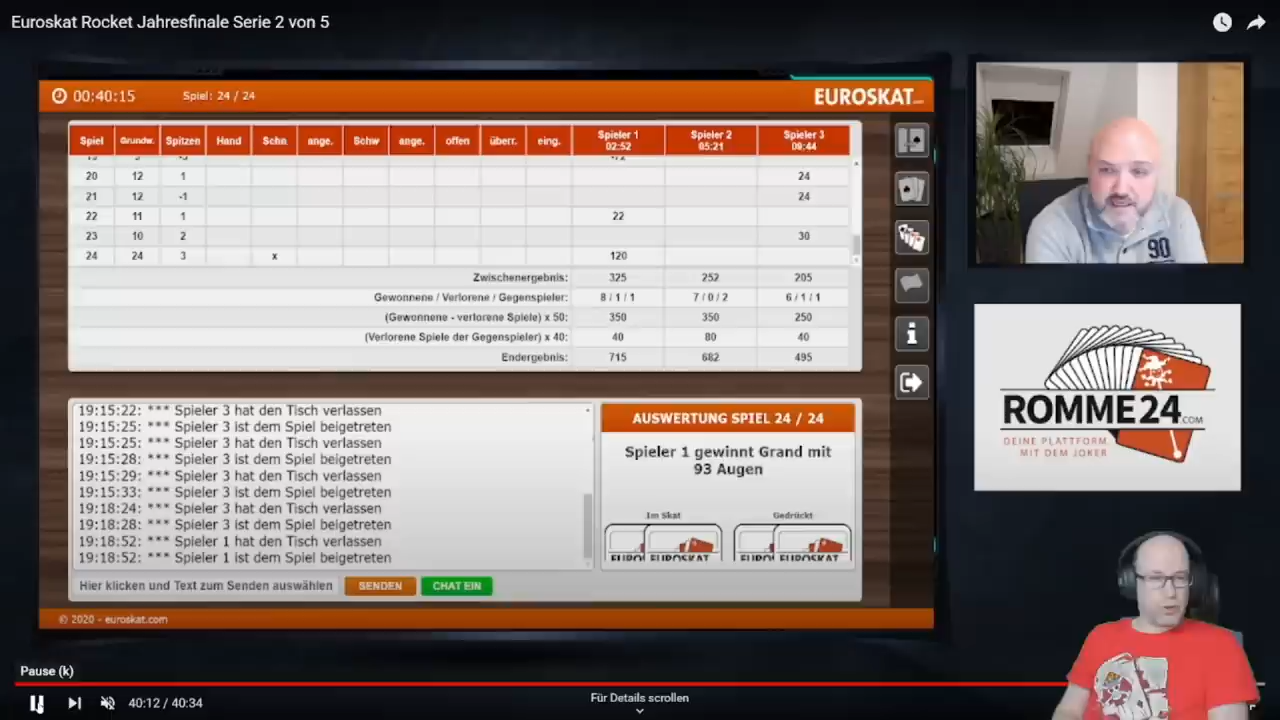 Euroskat Rocket Jahresfinale Serie 2 von 5
00:40:15 Spiel: 24 / 24 EUROSKAT.com
Spiel Grundw. Spitzen Hand Schn ange. Schw ange. offen überr. eing. Spieler 1 02:52 Spieler 2 05:21 Spieler 3 09:44
20 12 1 24
21 12 -1 24
22 11 1 22
23 10 2 30
24 24 3 x 120
Zwischenergebnis: 325 252 205
Gewonnene / Verlorene / Gegenspieler: 8 / 1 / 1 7 / 0 / 2 6 / 1 / 1
(Gewonnene - verlorene Spiele) x 50: 350 350 250
(Verlorene Spiele der Gegenspieler) x 40: 40 80 40
Endergebnis: 715 682 495
19:15:22: *** Spieler 3 hat den Tisch verlassen
19:15:25: *** Spieler 3 ist dem Spiel beigetreten
19:15:25: *** Spieler 3 hat den Tisch verlassen
19:15:28: *** Spieler 3 ist dem Spiel beigetreten
19:15:29: *** Spieler 3 hat den Tisch verlassen
19:15:33: *** Spieler 3 ist dem Spiel beigetreten
19:18:24: *** Spieler 3 hat den Tisch verlassen
19:18:28: *** Spieler 3 ist dem Spiel beigetreten
19:18:52: *** Spieler 1 hat den Tisch verlassen
19:18:52: *** Spieler 1 ist dem Spiel beigetreten
Hier klicken und Text zum Senden auswählen SENDEN CHAT EIN
AUSWERTUNG SPIEL 24 / 24
Spieler 1 gewinnt Grand mit
93 Augen
Im Skat Gedrückt
EUROSKAT EUROSKAT
© 2020 - euroskat.com
90
ROMME24.COM
DEINE PLATTFORM
MIT DEM JOKER
Pause (k)
40:12 / 40:34
Für Details scrollen